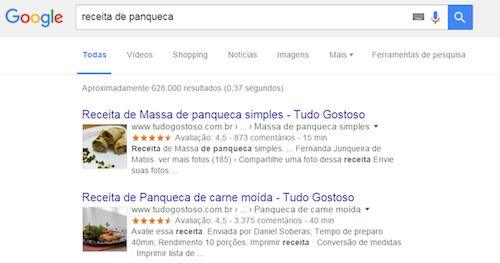 Google receita de panqueca
Todas Vídeos Shopping Notícias Imagens Mais Ferramentas de pesquisa
Aproximadamente 628.000 resultados (0,37 segundos)
Receita de Massa de panqueca simples - Tudo Gostoso
www.tudogostoso.com.br › ... › Massa de panqueca simples
Avaliação: 4,5 - 873 comentários - 15 min
Receita de Massa de panqueca simples. ... Fernanda Junqueira de
Matos. ver mais fotos (185) › Compartilhe uma foto dessa receita Envie
suas fotos ...
Receita de Panqueca de carne moída - Tudo Gostoso
www.tudogostoso.com.br › ... › Panqueca de carne moída
Avaliação: 4,5 - 3.375 comentários - 40 min
Avalie essa receita. Enviada por Daniel Soberas; Tempo de preparo
40min; Rendimento 10 porções. Imprimir receita · Conversão de medidas
· Imprimir lista de ...